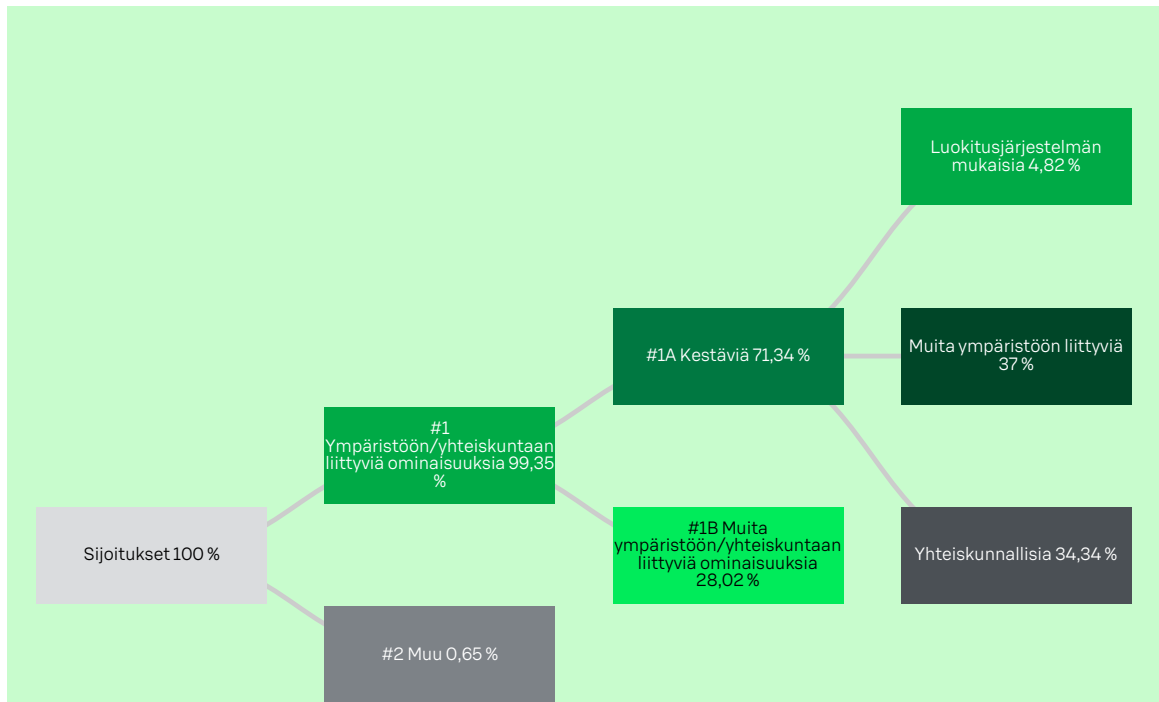 Luokitusjärjestelmän
mukaisia 4,82 %
#1A Kestäviä 71,34 %
Muita ympäristöön liittyviä
37 %
#1
Ympäristöön/yhteiskuntaan
liittyviä ominaisuuksia 99,35
%
Sijoitukset 100 %
#1B Muita
ympäristöön/yhteiskuntaan
liittyviä ominaisuuksia
28,02 %
Yhteiskunnallisia 34,34 %
#2 Muu 0,65 %